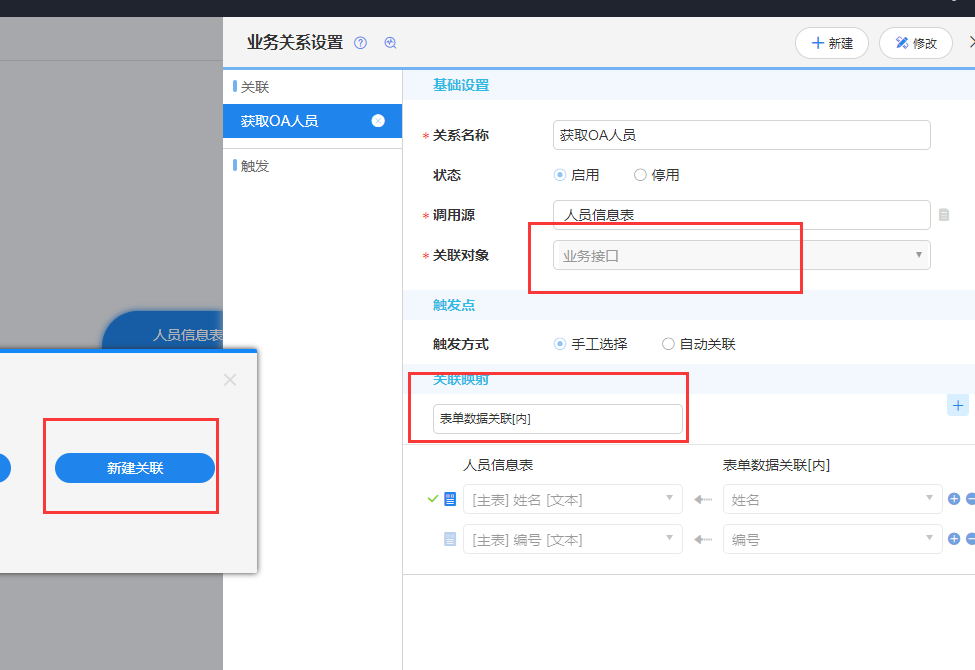 业务关系设置
新建
修改
关联
获取OA人员
触发
基础设置
* 关系名称
获取OA人员
状态
启用
停用
* 调用源
人员信息表
* 关联对象
业务接口
触发点
触发方式
手工选择
自动关联
关联映射
表单数据关联[内]
人员信息表
表单数据关联[内]
[主表] 姓名 [文本]
姓名
[主表] 编号 [文本]
编号
人员信息表
新建关联